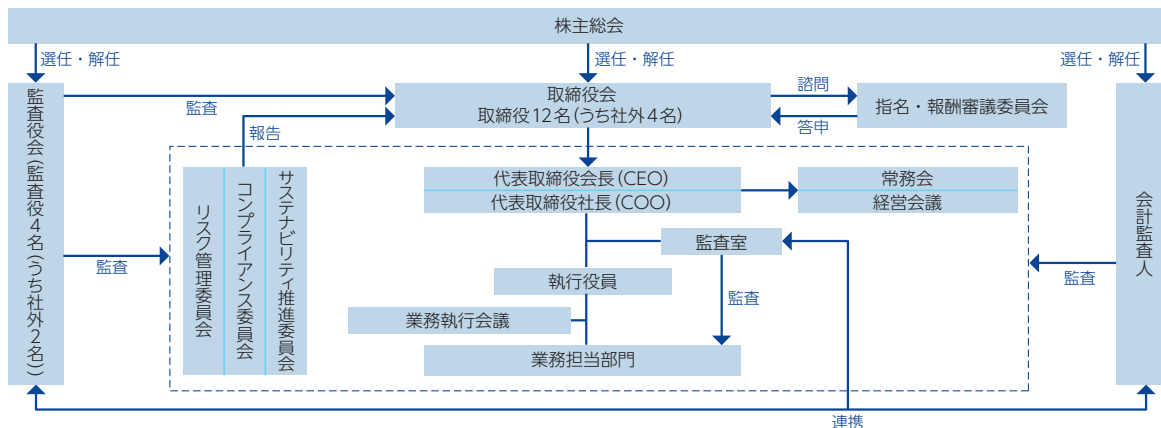 株主総会
選任・解任
選任・解任
選任・解任
監査役会(監査役4名(うち社外2名))
監査
取締役会
取締役12名(うち社外4名)
諮問
答申
指名・報酬審議委員会
会計監査人
報告
リスク管理委員会
コンプライアンス委員会
サステナビリティ推進委員会
代表取締役会長(CEO)
代表取締役社長(COO)
常務会
経営会議
監査室
監査
監査
執行役員
監査
業務執行会議
業務担当部門
連携